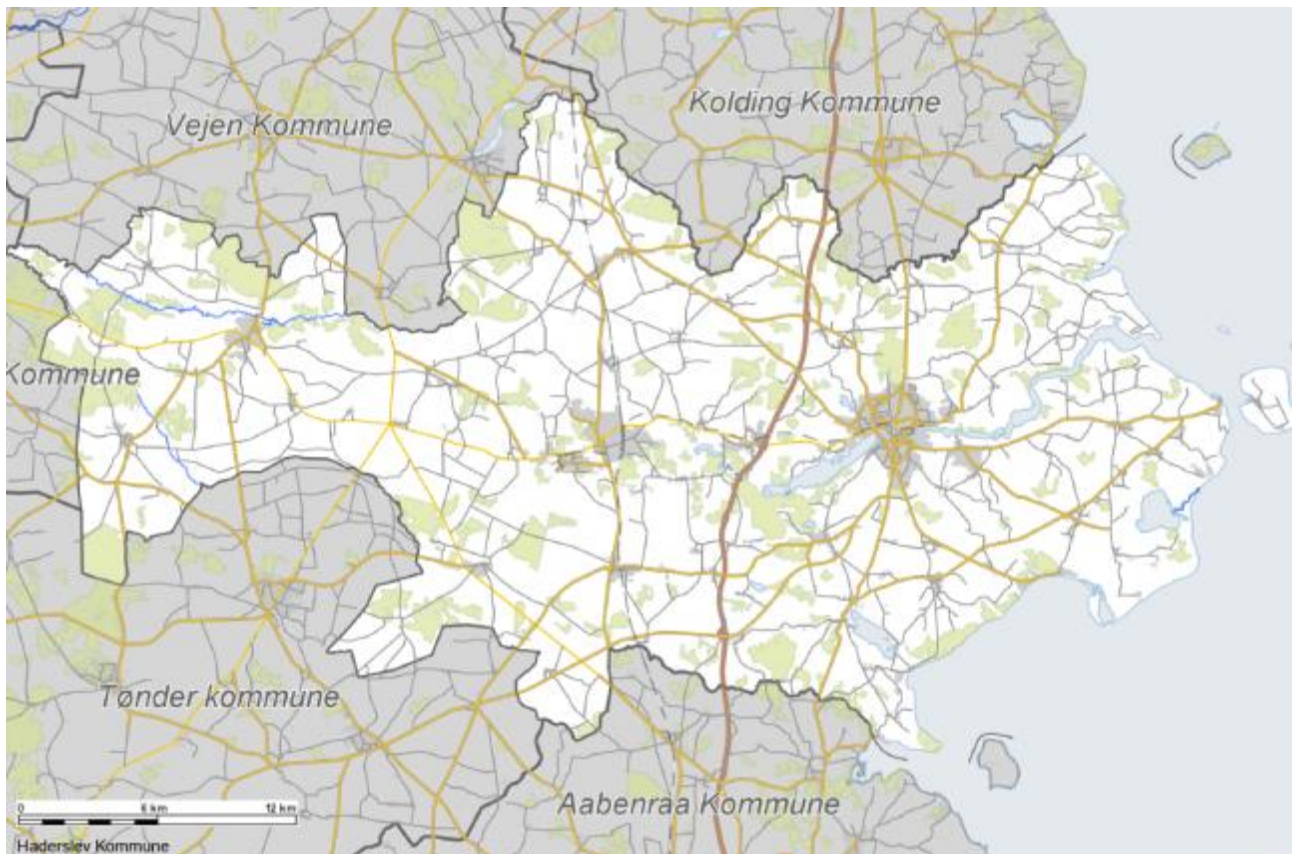 Kolding Kommune
Vejen Kommune
Kommune
Tønder kommune
Aabenraa Kommune
0 6 km 12 km
Haderslev Kommune